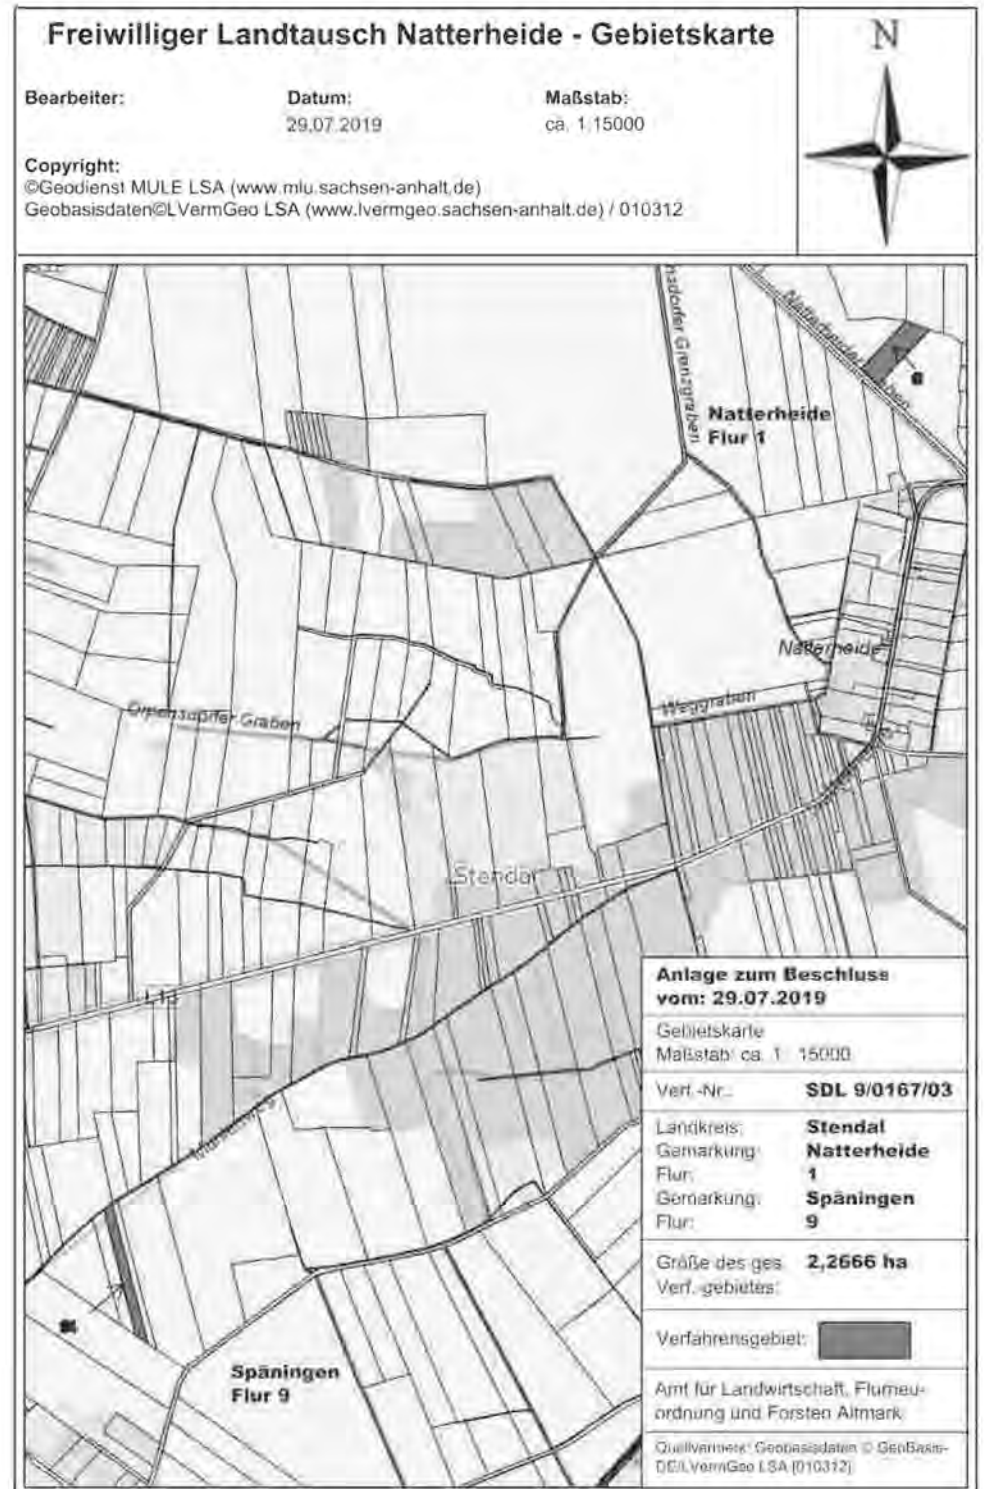 Freiwilliger Landtausch Natterheide - Gebietskarte
N
Bearbeiter:
Datum:
Maßstab:
29.07.2019
ca. 1:15000
Copyright:
©Geodienst MULE LSA (www.mlu.sachsen-anhalt.de)
Geobasisdaten©LVermGeo LSA (www.lvermgeo.sachsen-anhalt.de) / 010312
Grenzgraben
Natterheide
Flur 1
Natterheide
Weggraben
Graben
Stendal
L 13
Anlage zum Beschluss
vom: 29.07.2019
Gebietskarte
Maßstab: ca. 1 : 15000
Verf.-Nr.: SDL 9/0167/03
Landkreis: Stendal
Gemarkung: Natterheide
Flur: 1
Gemarkung: Späningen
Flur: 9
Größe des ges. 2,2666 ha
Verf.-gebietes:
Verfahrensgebiet:
Amt für Landwirtschaft, Flurneu-
ordnung und Forsten Altmark
Quellvermerk: Geobasisdaten © GeoBasis-
DE/LVermGeo LSA [010312]
Späningen
Flur 9